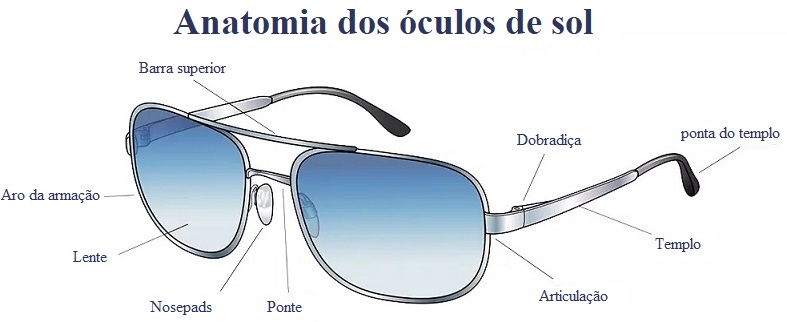 Anatomia dos óculos de sol
Barra superior
Dobradiça
ponta do templo
Aro da armação
Templo
Lente
Articulação
Nosepads
Ponte